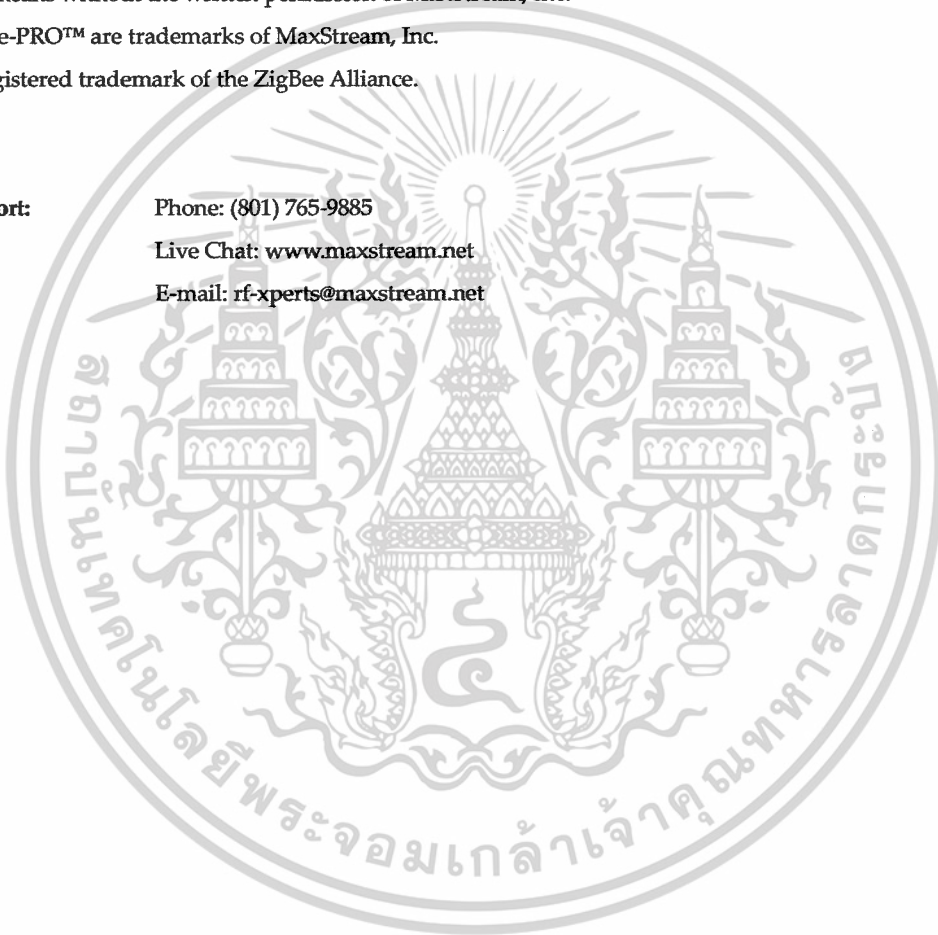 e-PRO™ are trademarks of MaxStream, Inc.
gistered trademark of the ZigBee Alliance.
ort: Phone: (801) 765-9885
Live Chat: www.maxstream.net
E-mail: rf-xperts@maxstream.net
สถาบันเทคโนโลยีพระจอมเกล้าเจ้าคุณทหารลาดกระบัง